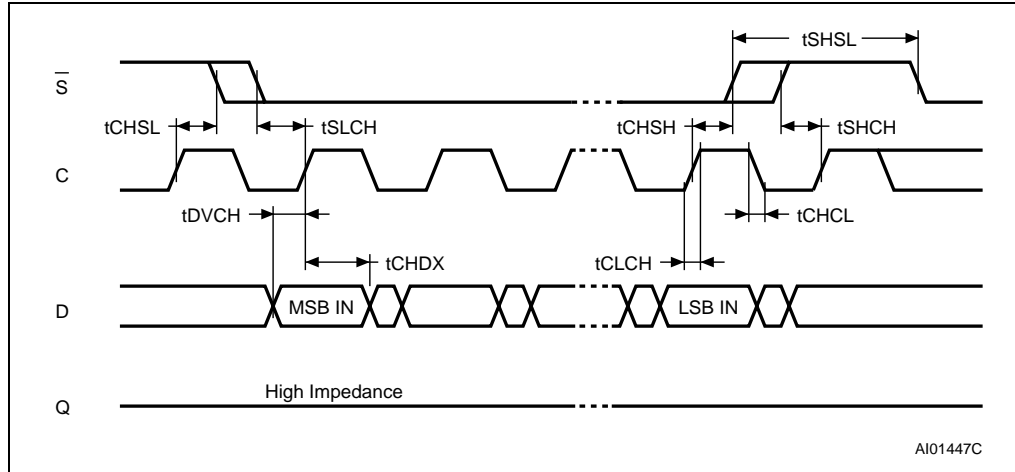 tSHSL
S̅
tCHSL
tSLCH
tCHSH
tSHCH
C
tDVCH
tCHCL
tCHDX
tCLCH
D
MSB IN
LSB IN
High Impedance
Q
AI01447C